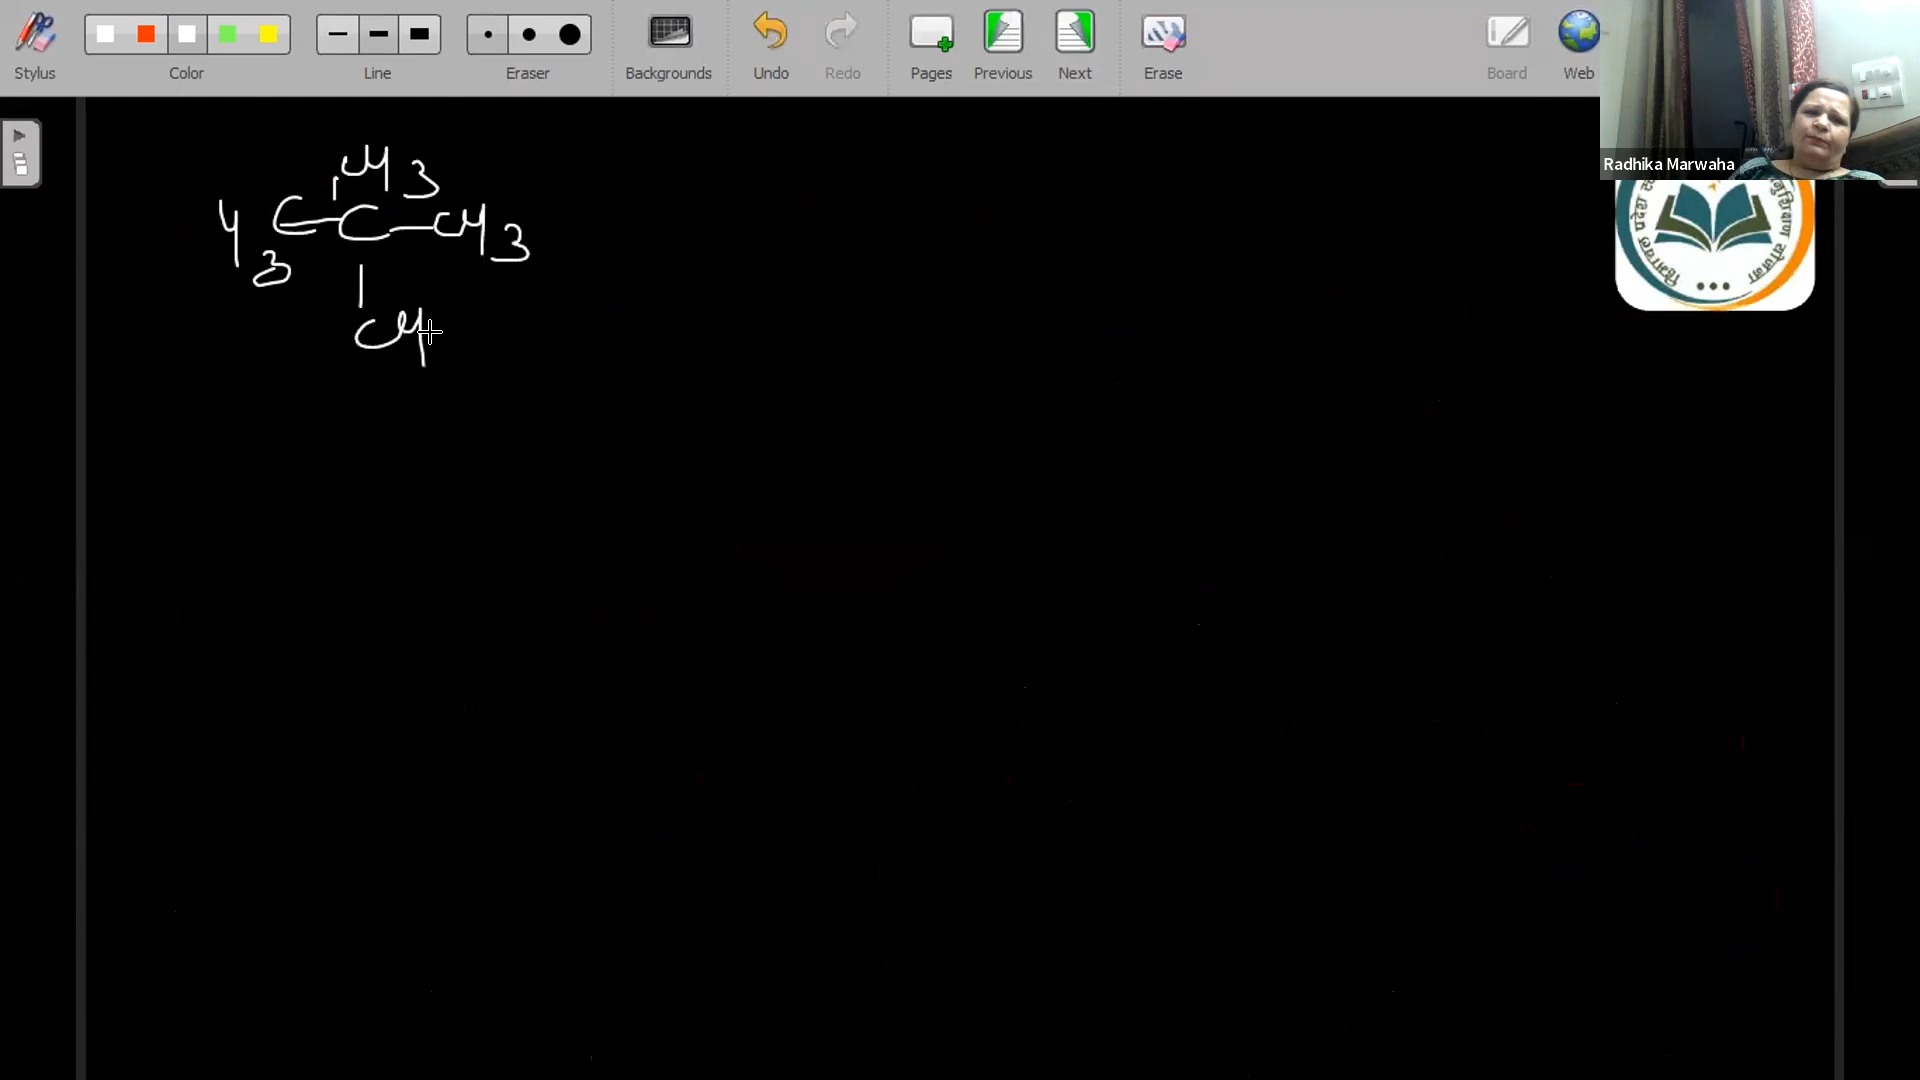 Stylus Color Line Eraser Backgrounds Undo Redo Pages Previous Next Erase Board Web
Radhika Marwaha
CH3
H3C—C—CH3
CH